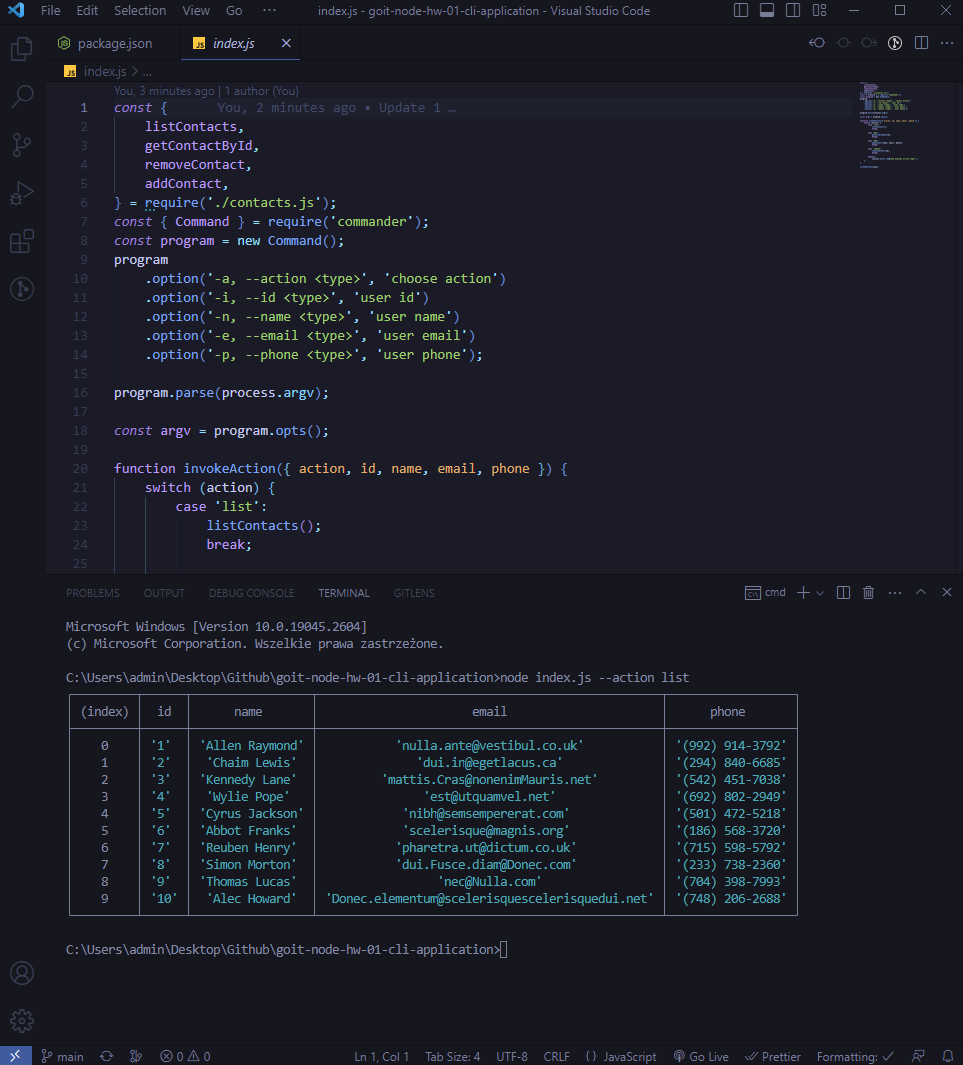 File Edit Selection View Go ··· index.js - goit-node-hw-01-cli-application - Visual Studio Code
package.json JS index.js
JS index.js > ...
You, 3 minutes ago | 1 author (You)
1 const { You, 2 minutes ago • Update 1 …
2 listContacts,
3 getContactById,
4 removeContact,
5 addContact,
6 } = require('./contacts.js');
7 const { Command } = require('commander');
8 const program = new Command();
9 program
10 .option('-a, --action <type>', 'choose action')
11 .option('-i, --id <type>', 'user id')
12 .option('-n, --name <type>', 'user name')
13 .option('-e, --email <type>', 'user email')
14 .option('-p, --phone <type>', 'user phone');
15
16 program.parse(process.argv);
17
18 const argv = program.opts();
19
20 function invokeAction({ action, id, name, email, phone }) {
21 switch (action) {
22 case 'list':
23 listContacts();
24 break;
25
PROBLEMS OUTPUT DEBUG CONSOLE TERMINAL GITLENS cmd
Microsoft Windows [Version 10.0.19045.2604]
(c) Microsoft Corporation. Wszelkie prawa zastrzeżone.
C:\Users\admin\Desktop\Github\goit-node-hw-01-cli-application>node index.js --action list
(index) id name email phone
0 '1' 'Allen Raymond' 'nulla.ante@vestibul.co.uk' '(992) 914-3792'
1 '2' 'Chaim Lewis' 'dui.in@egetlacus.ca' '(294) 840-6685'
2 '3' 'Kennedy Lane' 'mattis.Cras@nonenimMauris.net' '(542) 451-7038'
3 '4' 'Wylie Pope' 'est@utquamvel.net' '(692) 802-2949'
4 '5' 'Cyrus Jackson' 'nibh@semsempererat.com' '(501) 472-5218'
5 '6' 'Abbot Franks' 'scelerisque@magnis.org' '(186) 568-3720'
6 '7' 'Reuben Henry' 'pharetra.ut@dictum.co.uk' '(715) 598-5792'
7 '8' 'Simon Morton' 'dui.Fusce.diam@Donec.com' '(233) 738-2360'
8 '9' 'Thomas Lucas' 'nec@Nulla.com' '(704) 398-7993'
9 '10' 'Alec Howard' 'Donec.elementum@scelerisquescelerisquedui.net' '(748) 206-2688'
C:\Users\admin\Desktop\Github\goit-node-hw-01-cli-application>
main 0 0 Ln 1, Col 1 Tab Size: 4 UTF-8 CRLF {} JavaScript Go Live Prettier Formatting: ✓